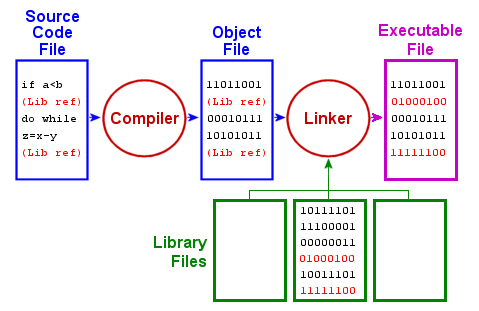 Source
Code
File
if a<b
(Lib ref)
do while
z=x-y
(Lib ref)
Compiler
Object
File
11011001
(Lib ref)
00010111
10101011
(Lib ref)
Linker
Executable
File
11011001
01000100
00010111
10101011
11111100
Library
Files
10111101
11100001
00000011
01000100
10011101
11111100